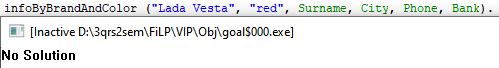 infoByBrandAndColor ("Lada Vesta", "red", Surname, City, Phone, Bank).
[Inactive D:\3qrs2sem\FiLP\VIP\Obj\goal$000.exe]
No Solution